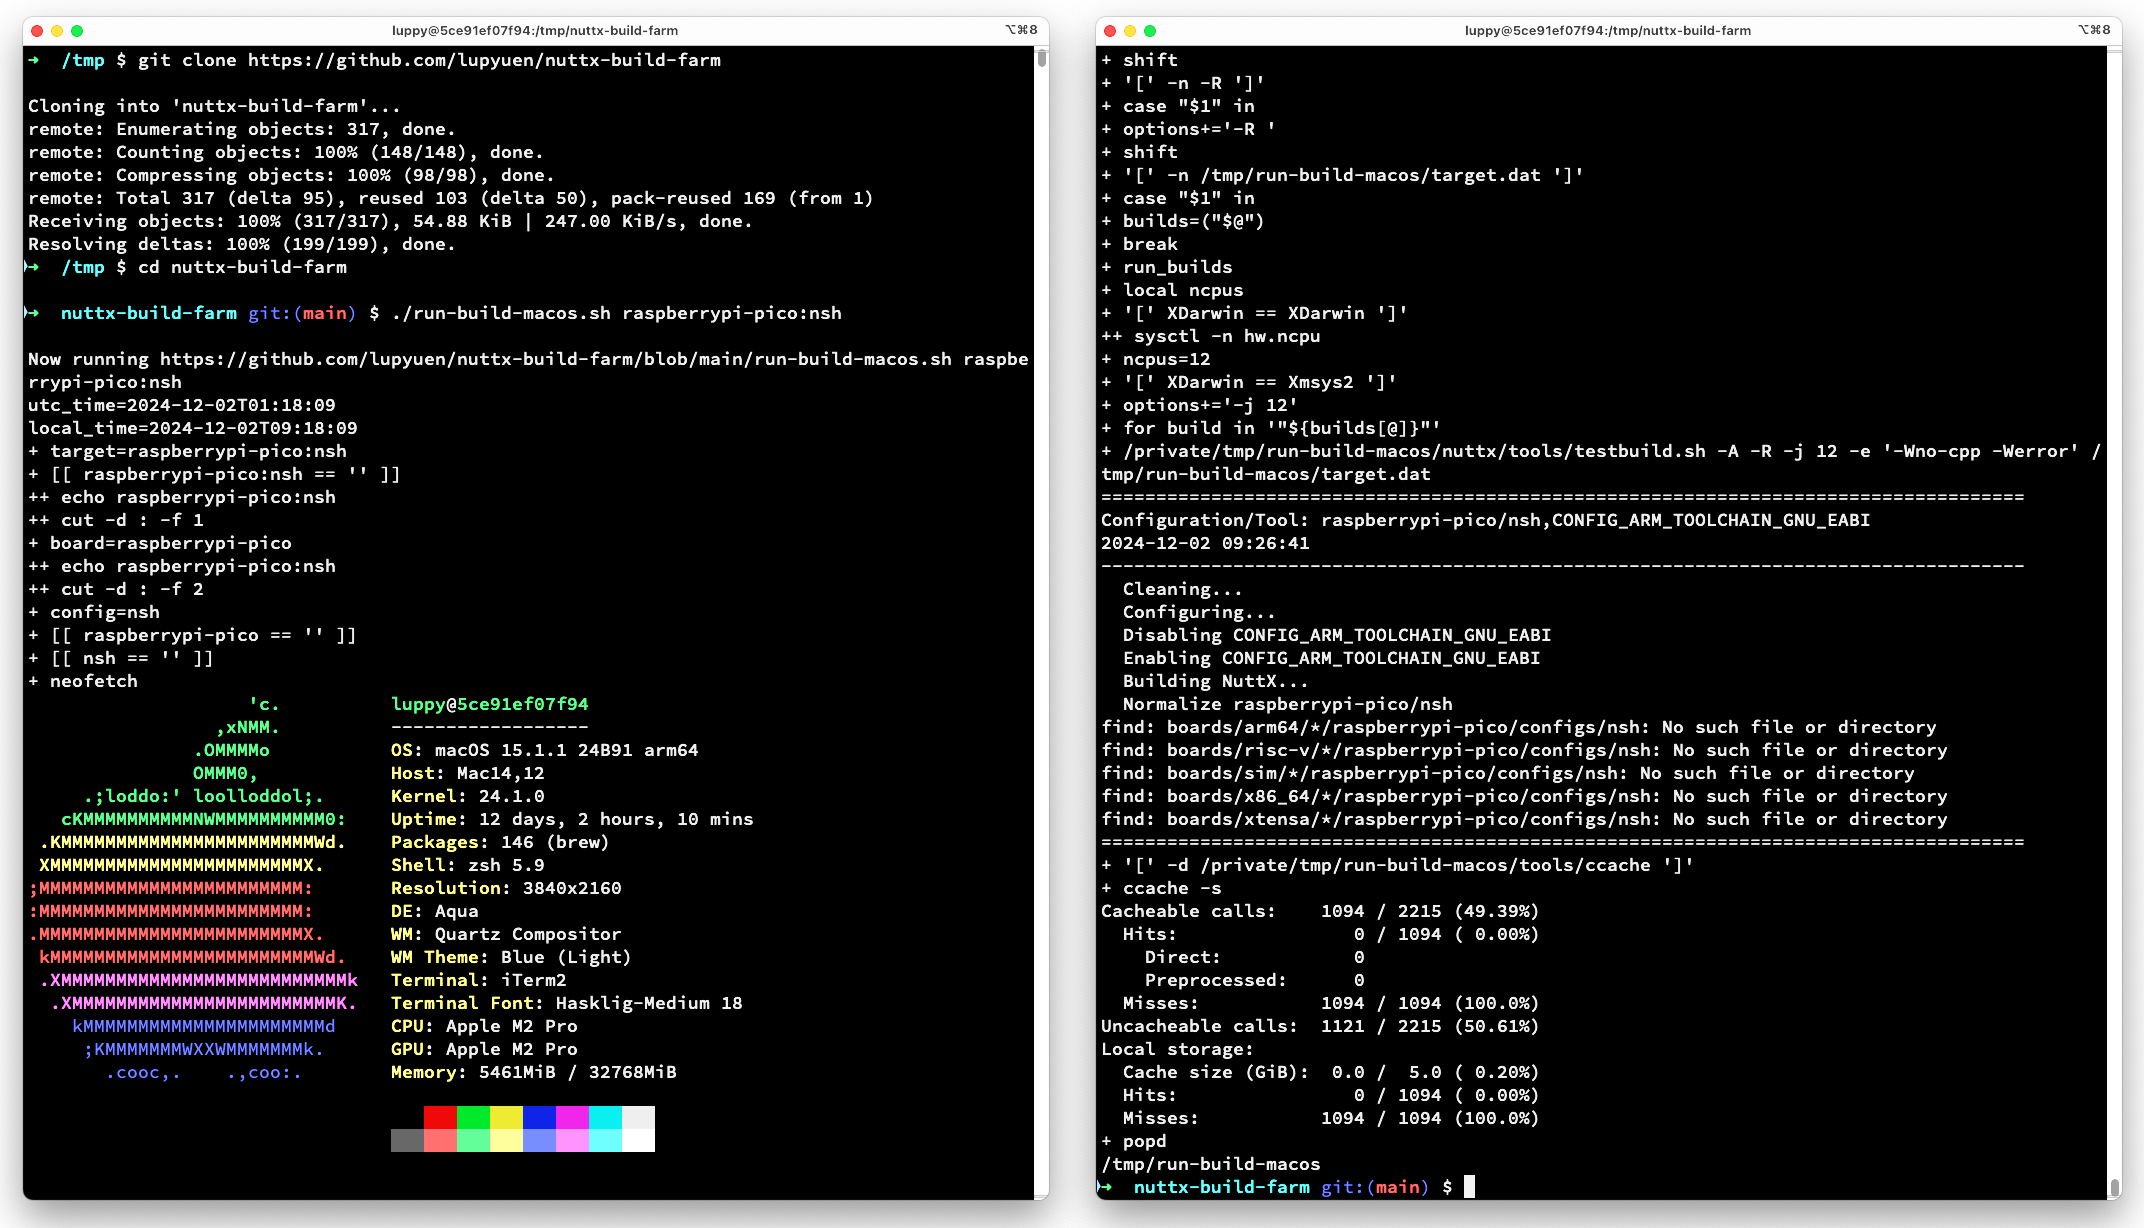 luppy@5ce91ef07f94:/tmp/nuttx-build-farm
⌥⌘8
➜  /tmp $ git clone https://github.com/lupyuen/nuttx-build-farm
Cloning into 'nuttx-build-farm'...
remote: Enumerating objects: 317, done.
remote: Counting objects: 100% (148/148), done.
remote: Compressing objects: 100% (98/98), done.
remote: Total 317 (delta 95), reused 103 (delta 50), pack-reused 169 (from 1)
Receiving objects: 100% (317/317), 54.88 KiB | 247.00 KiB/s, done.
Resolving deltas: 100% (199/199), done.
➜  /tmp $ cd nuttx-build-farm
➜  nuttx-build-farm git:(main) $ ./run-build-macos.sh raspberrypi-pico:nsh
Now running https://github.com/lupyuen/nuttx-build-farm/blob/main/run-build-macos.sh raspbe
rrypi-pico:nsh
utc_time=2024-12-02T01:18:09
local_time=2024-12-02T09:18:09
+ target=raspberrypi-pico:nsh
+ [[ raspberrypi-pico:nsh == '' ]]
++ echo raspberrypi-pico:nsh
++ cut -d : -f 1
+ board=raspberrypi-pico
++ echo raspberrypi-pico:nsh
++ cut -d : -f 2
+ config=nsh
+ [[ raspberrypi-pico == '' ]]
+ [[ nsh == '' ]]
+ neofetch
                    'c.          luppy@5ce91ef07f94
                 ,xNMM.          ------------------
               .OMMMMo           OS: macOS 15.1.1 24B91 arm64
               OMMM0,            Host: Mac14,12
     .;loddo:' loolloddol;.      Kernel: 24.1.0
   cKMMMMMMMMMMNWMMMMMMMMMM0:    Uptime: 12 days, 2 hours, 10 mins
 .KMMMMMMMMMMMMMMMMMMMMMMMWd.    Packages: 146 (brew)
 XMMMMMMMMMMMMMMMMMMMMMMMX.      Shell: zsh 5.9
;MMMMMMMMMMMMMMMMMMMMMMMM:       Resolution: 3840x2160
:MMMMMMMMMMMMMMMMMMMMMMMM:       DE: Aqua
.MMMMMMMMMMMMMMMMMMMMMMMMX.      WM: Quartz Compositor
 kMMMMMMMMMMMMMMMMMMMMMMMMWd.    WM Theme: Blue (Light)
 .XMMMMMMMMMMMMMMMMMMMMMMMMMMk   Terminal: iTerm2
  .XMMMMMMMMMMMMMMMMMMMMMMMMK.   Terminal Font: Hasklig-Medium 18
    kMMMMMMMMMMMMMMMMMMMMMMd     CPU: Apple M2 Pro
     ;KMMMMMMMWXXWMMMMMMMk.      GPU: Apple M2 Pro
       .cooc,.    .,coo:.        Memory: 5461MiB / 32768MiB
luppy@5ce91ef07f94:/tmp/nuttx-build-farm
⌥⌘8
+ shift
+ '[' -n -R ']'
+ case "$1" in
+ options+='-R '
+ shift
+ '[' -n /tmp/run-build-macos/target.dat ']'
+ case "$1" in
+ builds=("$@")
+ break
+ run_builds
+ local ncpus
+ '[' XDarwin == XDarwin ']'
++ sysctl -n hw.ncpu
+ ncpus=12
+ '[' XDarwin == Xmsys2 ']'
+ options+='-j 12'
+ for build in '"${builds[@]}"'
+ /private/tmp/run-build-macos/nuttx/tools/testbuild.sh -A -R -j 12 -e '-Wno-cpp -Werror' /
tmp/run-build-macos/target.dat
====================================================================================
Configuration/Tool: raspberrypi-pico/nsh,CONFIG_ARM_TOOLCHAIN_GNU_EABI
2024-12-02 09:26:41
------------------------------------------------------------------------------------
  Cleaning...
  Configuring...
  Disabling CONFIG_ARM_TOOLCHAIN_GNU_EABI
  Enabling CONFIG_ARM_TOOLCHAIN_GNU_EABI
  Building NuttX...
  Normalize raspberrypi-pico/nsh
find: boards/arm64/*/raspberrypi-pico/configs/nsh: No such file or directory
find: boards/risc-v/*/raspberrypi-pico/configs/nsh: No such file or directory
find: boards/sim/*/raspberrypi-pico/configs/nsh: No such file or directory
find: boards/x86_64/*/raspberrypi-pico/configs/nsh: No such file or directory
find: boards/xtensa/*/raspberrypi-pico/configs/nsh: No such file or directory
====================================================================================
+ '[' -d /private/tmp/run-build-macos/tools/ccache ']'
+ ccache -s
Cacheable calls:    1094 / 2215 (49.39%)
  Hits:                0 / 1094 ( 0.00%)
    Direct:            0
    Preprocessed:      0
  Misses:           1094 / 1094 (100.0%)
Uncacheable calls:  1121 / 2215 (50.61%)
Local storage:
  Cache size (GiB):  0.0 /  5.0 ( 0.20%)
  Hits:                0 / 1094 ( 0.00%)
  Misses:           1094 / 1094 (100.0%)
+ popd
/tmp/run-build-macos
➜  nuttx-build-farm git:(main) $